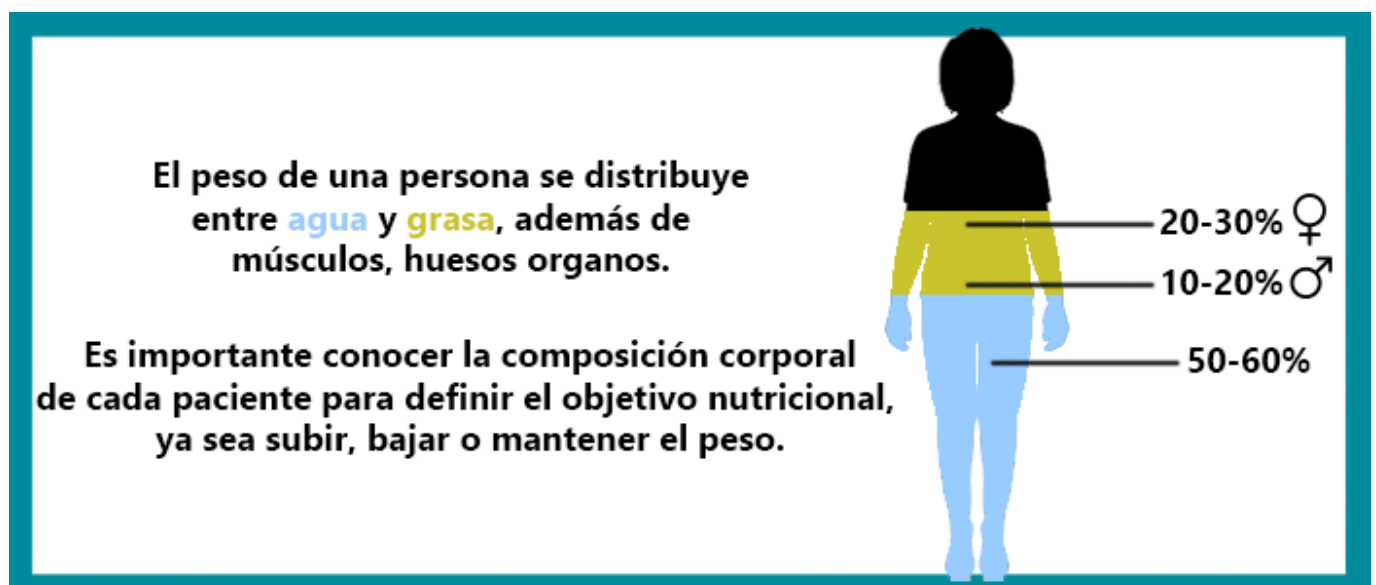 El peso de una persona se distribuye
entre agua y grasa, además de
músculos, huesos organos.
Es importante conocer la composición corporal
de cada paciente para definir el objetivo nutricional,
ya sea subir, bajar o mantener el peso.
20-30% ♀
10-20% ♂
50-60%